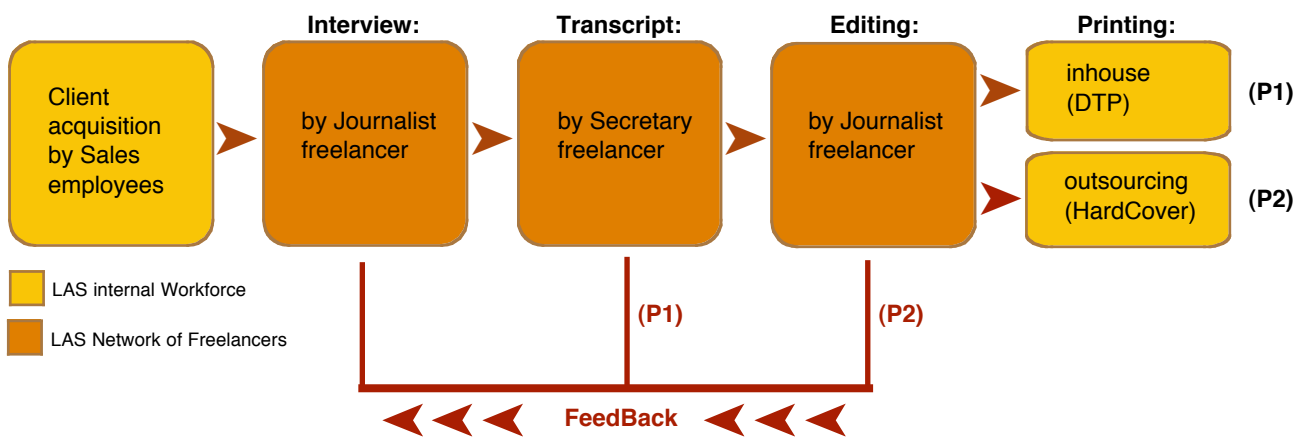 Interview:
Transcript:
Editing:
Printing:
Client
acquisition
by Sales
employees
by Journalist
freelancer
by Secretary
freelancer
by Journalist
freelancer
inhouse
(DTP)
(P1)
outsourcing
(HardCover)
(P2)
LAS internal Workforce
LAS Network of Freelancers
(P1)
(P2)
FeedBack